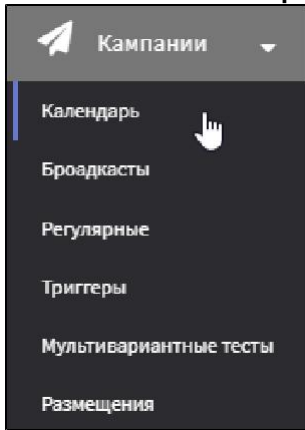 Кампании
Календарь
Броадкасты
Регулярные
Триггеры
Мультивариантные тесты
Размещения